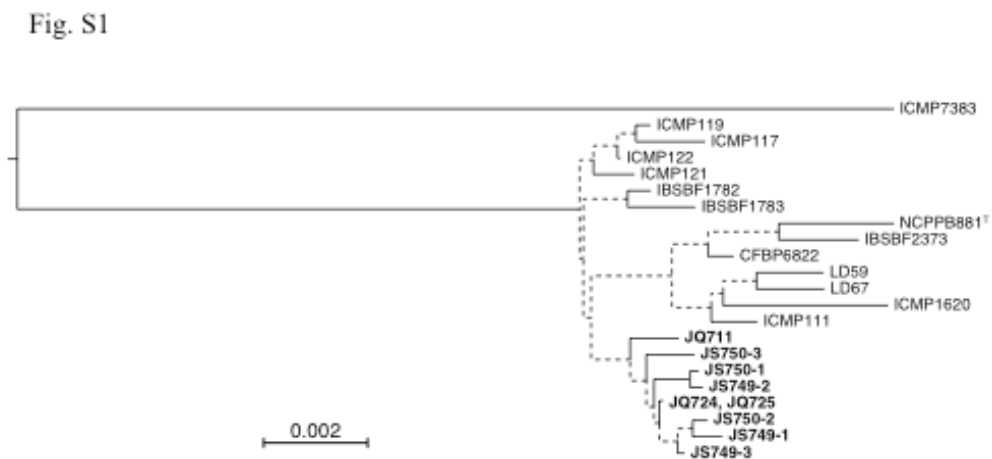 Fig. S1
ICMP7383
ICMP119
ICMP117
ICMP122
ICMP121
IBSBF1782
IBSBF1783
NCPPB881ᵀ
IBSBF2373
CFBP6822
LD59
LD67
ICMP1620
ICMP111
JQ711
JS750-3
JS750-1
JS749-2
JQ724, JQ725
JS750-2
0.002
JS749-1
JS749-3